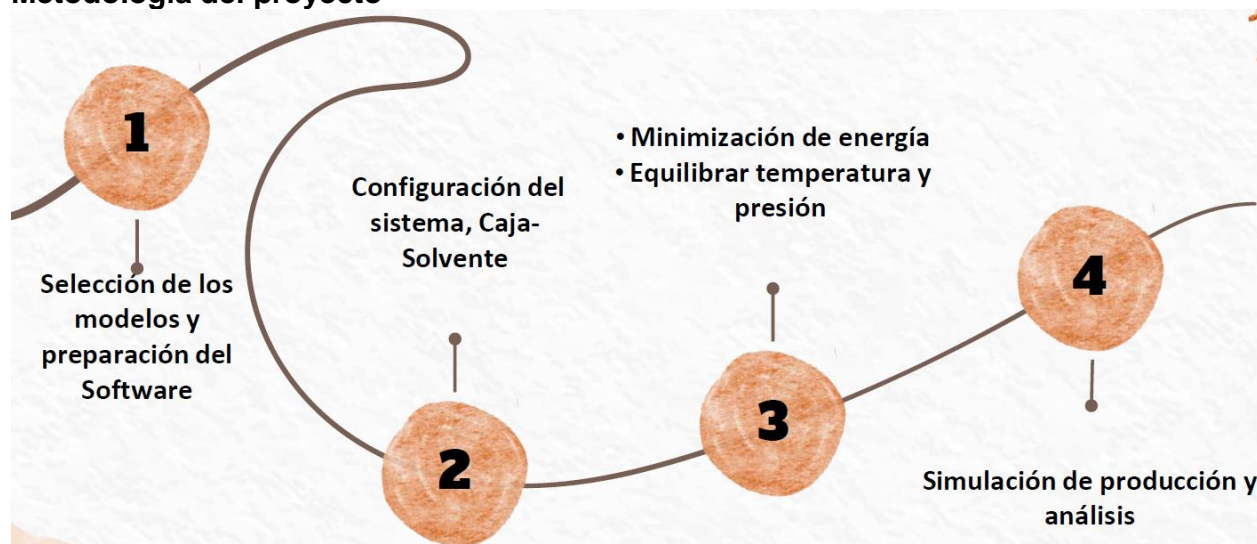 Metodología del proyecto
1
Selección de los
modelos y
preparación del
Software
2
Configuración del
sistema, Caja-
Solvente
3
• Minimización de energía
• Equilibrar temperatura y
presión
4
Simulación de producción y
análisis